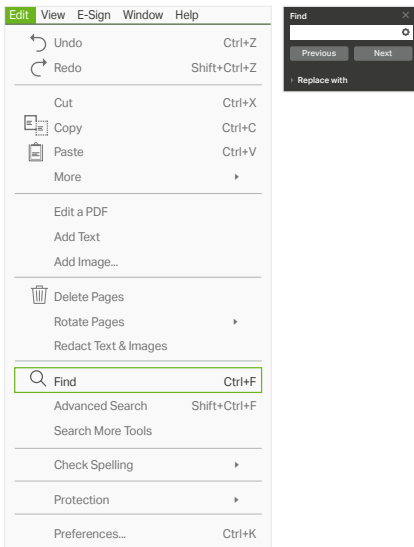 Edit View E-Sign Window Help
Undo Ctrl+Z
Redo Shift+Ctrl+Z
Cut Ctrl+X
Copy Ctrl+C
Paste Ctrl+V
More
Edit a PDF
Add Text
Add Image...
Delete Pages
Rotate Pages
Redact Text & Images
Find Ctrl+F
Advanced Search Shift+Ctrl+F
Search More Tools
Check Spelling
Protection
Preferences... Ctrl+K
Find
Previous Next
Replace with